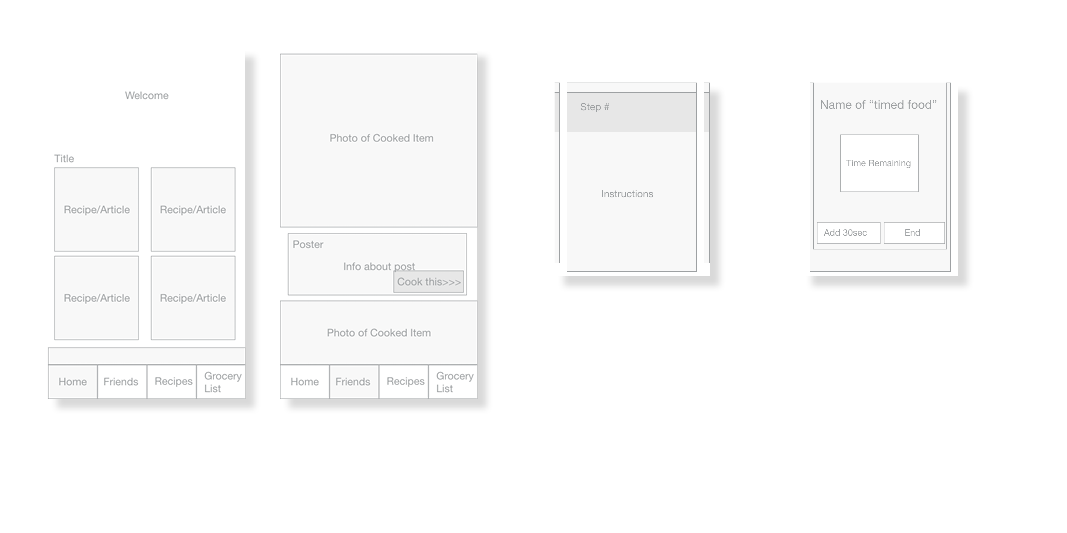 Welcome
Title
Recipe/Article
Recipe/Article
Recipe/Article
Recipe/Article
Home
Friends
Recipes
Grocery
List
Photo of Cooked Item
Poster
Info about post
Cook this>>>
Photo of Cooked Item
Home
Friends
Recipes
Grocery
List
Step #
Instructions
Name of “timed food”
Time Remaining
Add 30sec
End